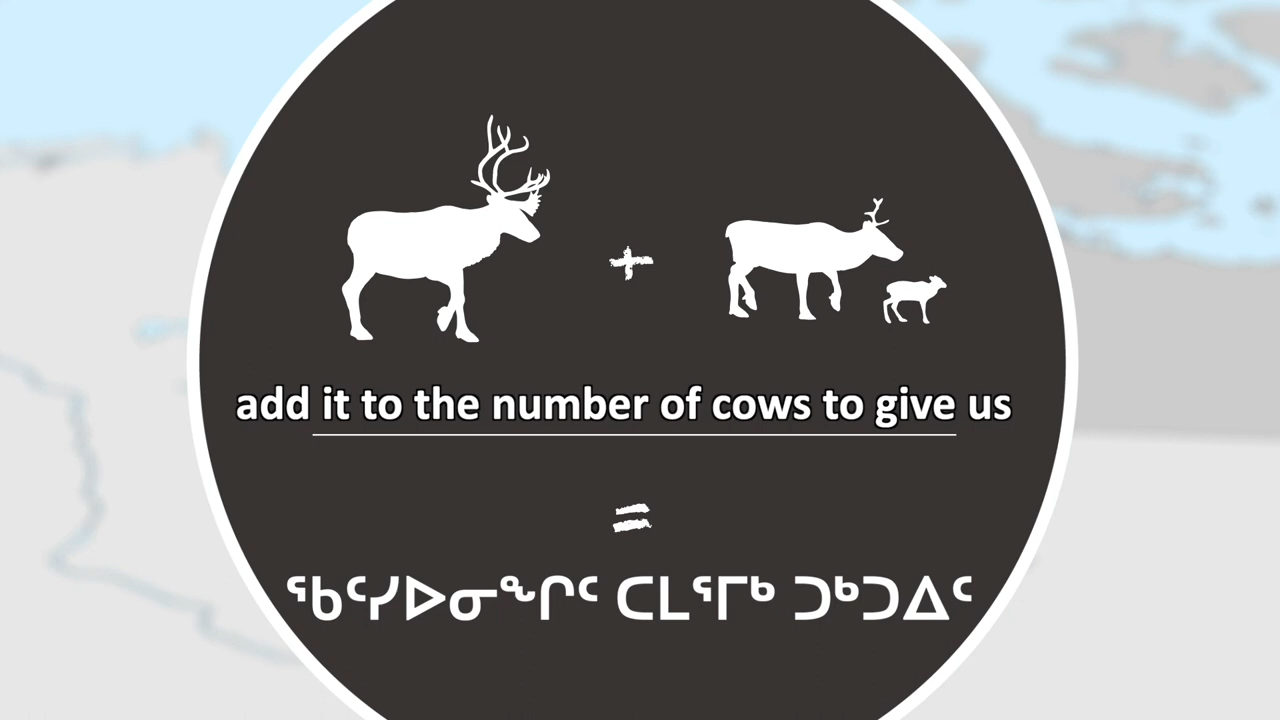 +
add it to the number of cows to give us
=
ᖃᑦᓯᐅᓂᖏᑦ ᑕᒪᕐᒥᒃ ᑐᒃᑐᐃᑦ